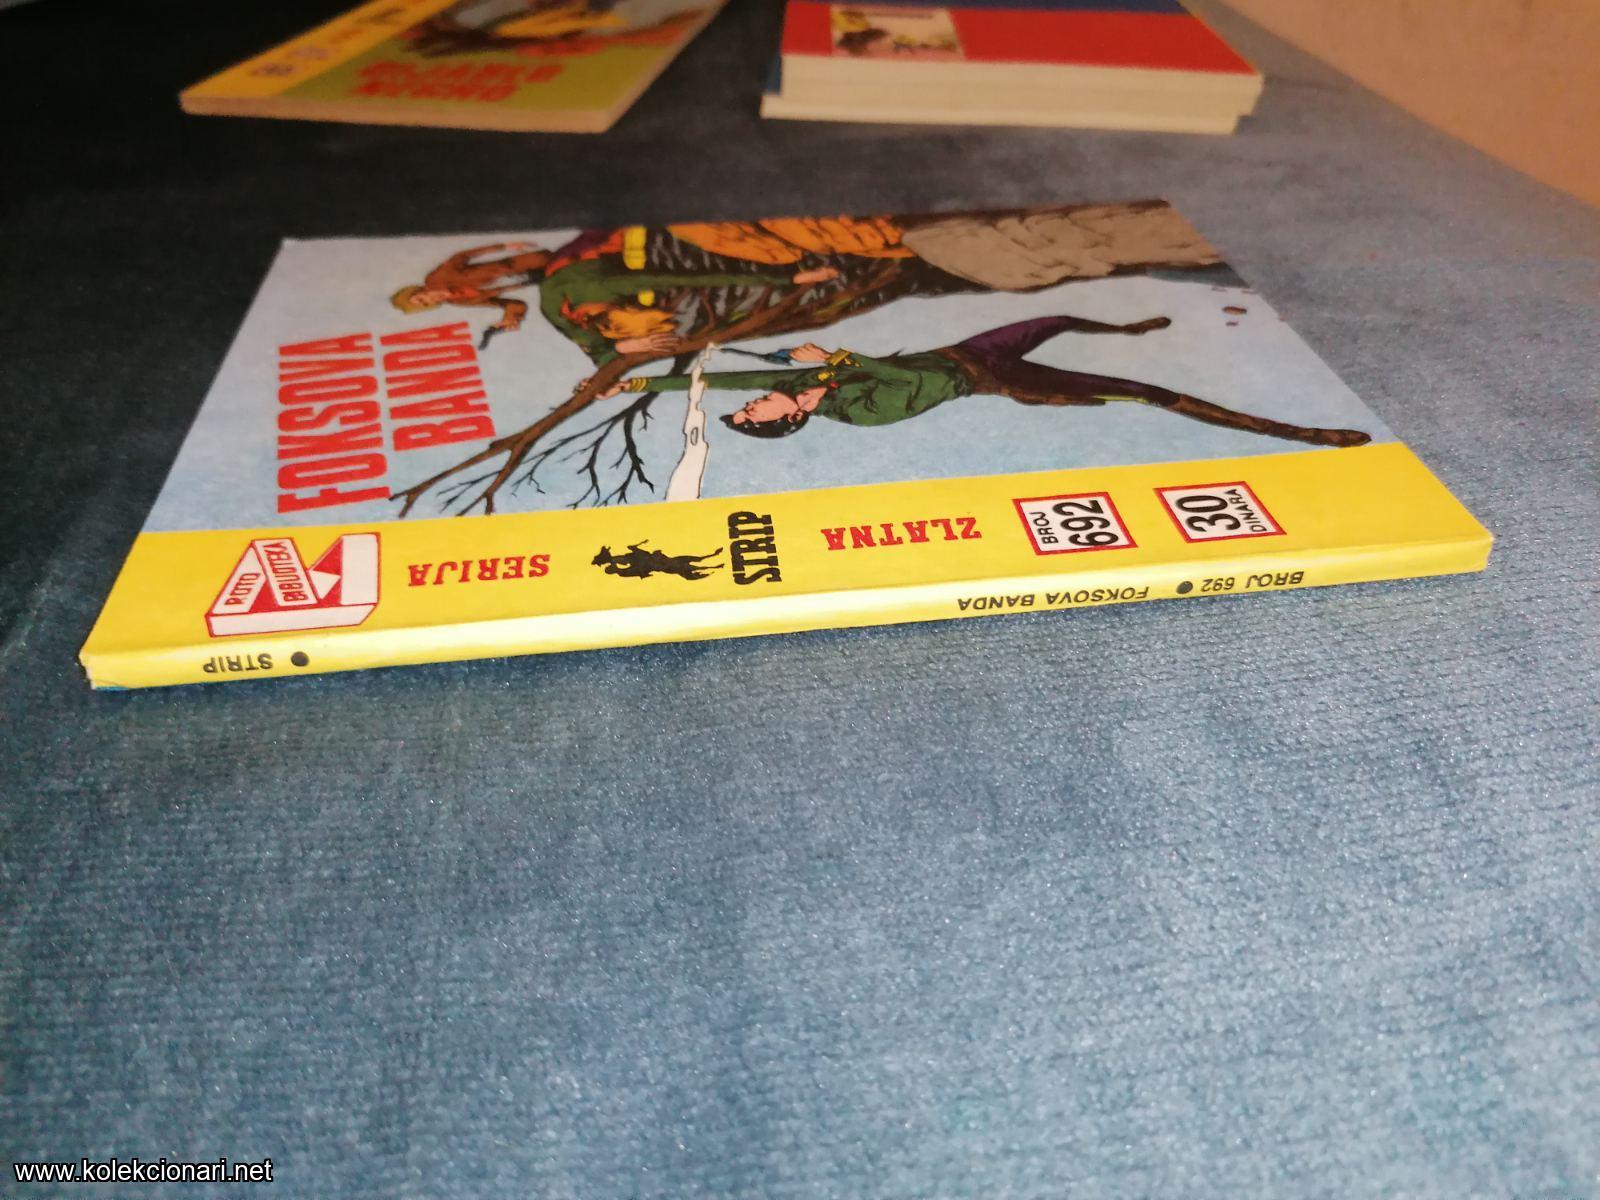 FOKSOVA
BANDA
ROTO
BIBLIOTEKA
SERIJA
STRIP
ZLATNA
BROJ
692
30
DINARA
STRIP ● FOKSOVA BANDA ● BROJ 692
www.kolekcionari.net